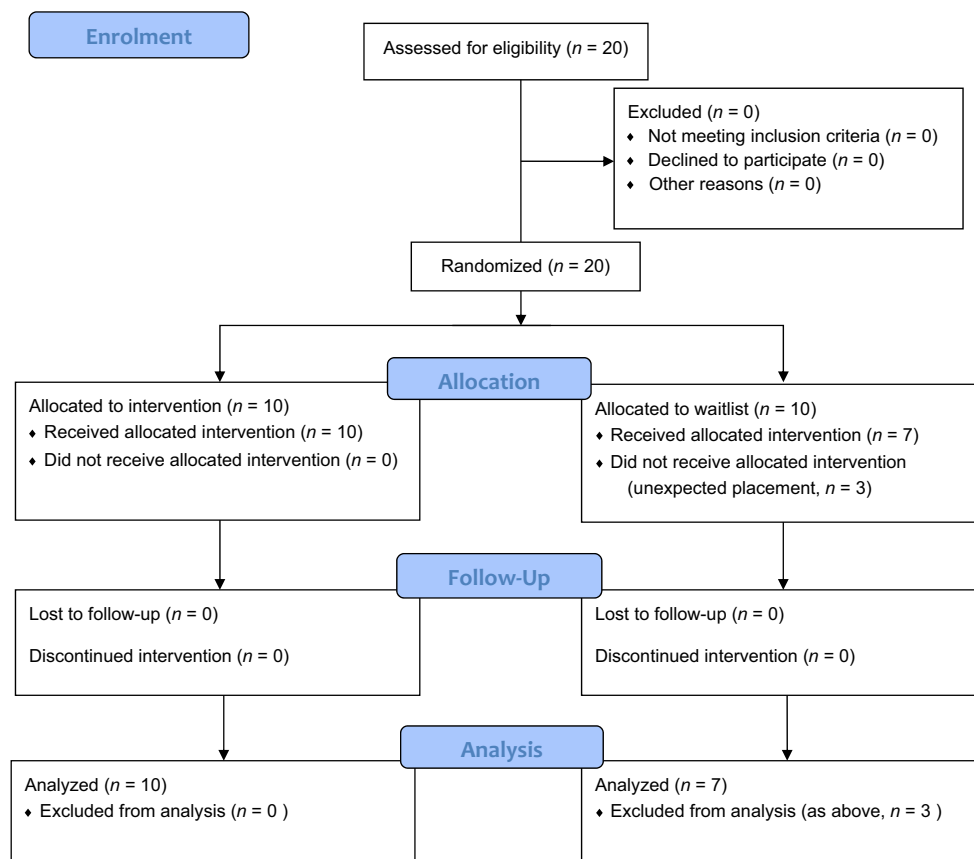 Enrolment
Assessed for eligibility (n = 20)
Excluded (n = 0)
♦ Not meeting inclusion criteria (n = 0)
♦ Declined to participate (n = 0)
♦ Other reasons (n = 0)
Randomized (n = 20)
Allocation
Allocated to intervention (n = 10)
♦ Received allocated intervention (n = 10)
♦ Did not receive allocated intervention (n = 0)
Allocated to waitlist (n = 10)
♦ Received allocated intervention (n = 7)
♦ Did not receive allocated intervention
(unexpected placement, n = 3)
Follow-Up
Lost to follow-up (n = 0)
Discontinued intervention (n = 0)
Lost to follow-up (n = 0)
Discontinued intervention (n = 0)
Analysis
Analyzed (n = 10)
♦ Excluded from analysis (n = 0 )
Analyzed (n = 7)
♦ Excluded from analysis (as above, n = 3 )